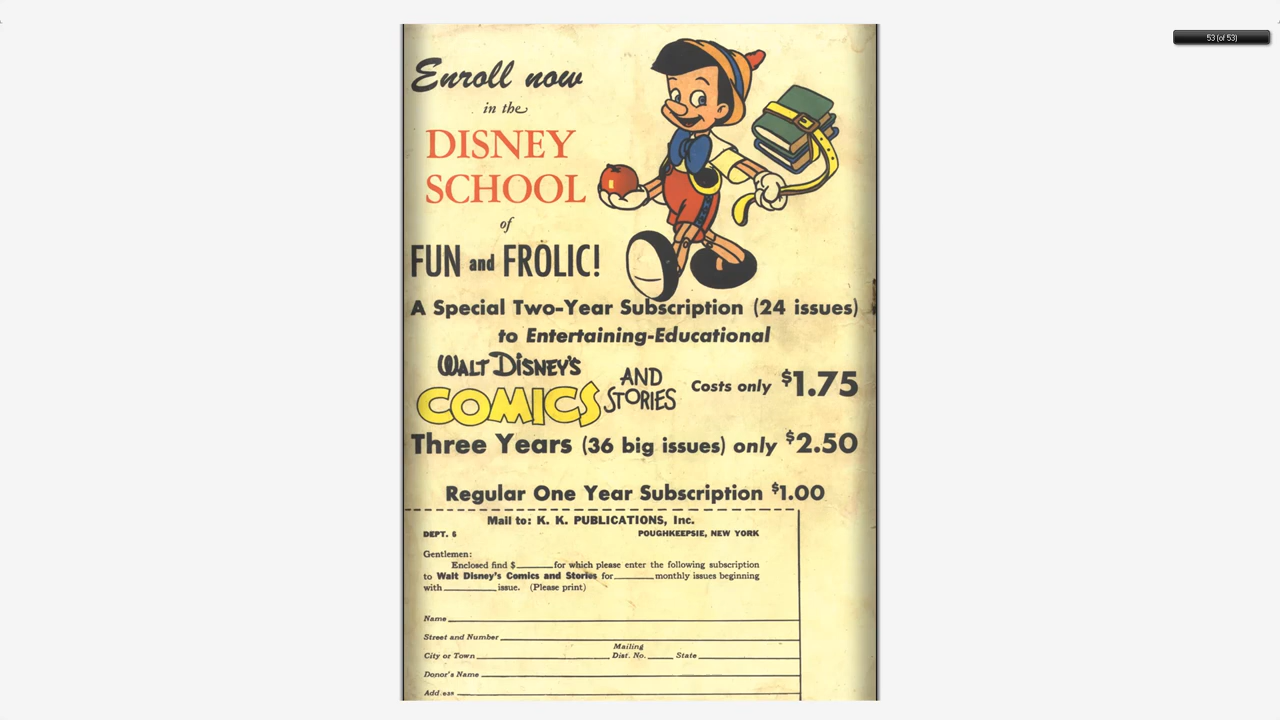 53 (of 53)
Enroll now
in the
DISNEY
SCHOOL
of
FUN and FROLIC!
A Special Two-Year Subscription (24 issues)
to Entertaining-Educational
WALT DISNEY'S
COMICS AND STORIES Costs only $1.75
Three Years (36 big issues) only $2.50
Regular One Year Subscription $1.00
Mail to: K. K. PUBLICATIONS, Inc.
DEPT. 6 POUGHKEEPSIE, NEW YORK
Gentlemen:
Enclosed find $ for which please enter the following subscription
to Walt Disney's Comics and Stories for monthly issues beginning
with issue. (Please print)
Name
Street and Number
Mailing
City or Town Dist. No. State
Donor's Name
Address